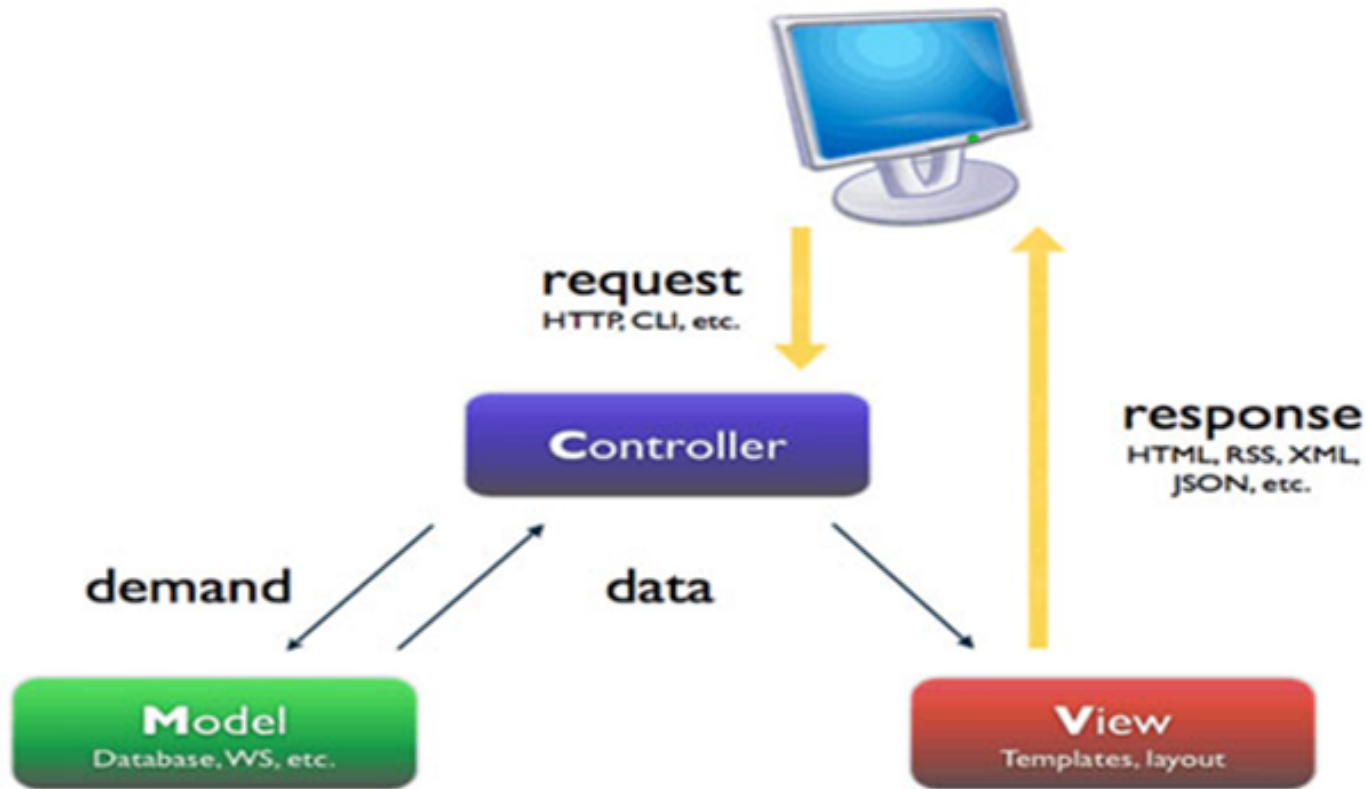 request
HTTP, CLI, etc.
Controller
response
HTML, RSS, XML,
JSON, etc.
demand
data
Model
Database, WS, etc.
View
Templates, layout